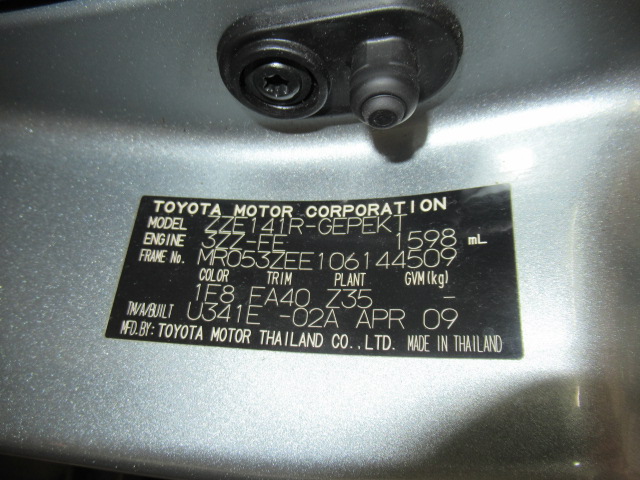 TOYOTA MOTOR CORPORATION
MODEL ZZE141R-GEPEKT
ENGINE 3ZZ-FE 1598 mL
FRAME No. MR053ZEE106144509
COLOR TRIM PLANT GVM(kg)
1E8 EA40 Z35 -
TM/A/BUILT U341E -02A APR 09
MFD.BY: TOYOTA MOTOR THAILAND CO.,LTD. MADE IN THAILAND